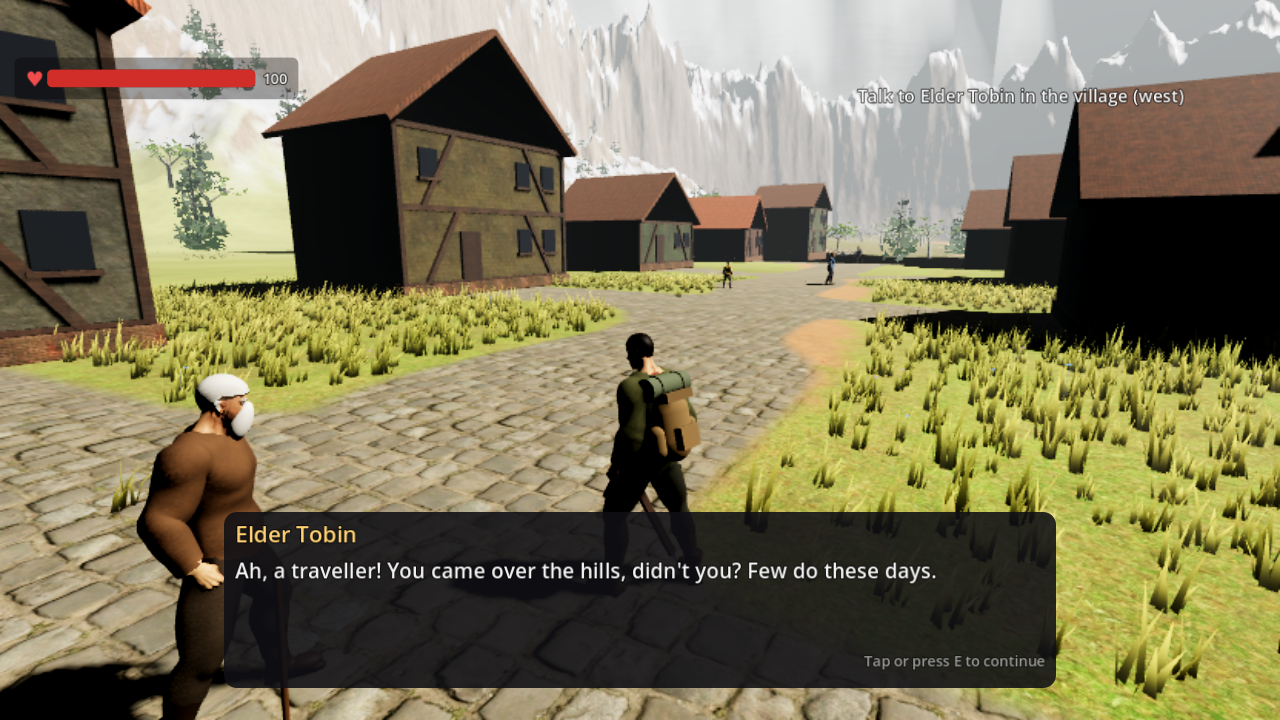 100
Talk to Elder Tobin in the village (west)
Elder Tobin
Ah, a traveller! You came over the hills, didn't you? Few do these days.
Tap or press E to continue